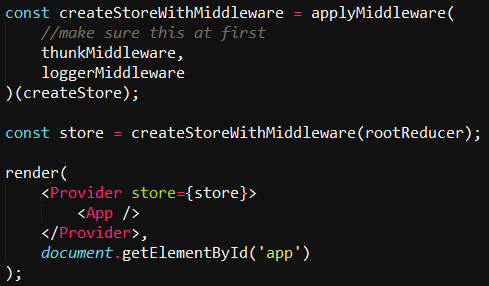 const createStoreWithMiddleware = applyMiddleware(
    //make sure this at first
    thunkMiddleware,
    loggerMiddleware
)(createStore);

const store = createStoreWithMiddleware(rootReducer);

render(
    <Provider store={store}>
        <App />
    </Provider>,
    document.getElementById('app')
);